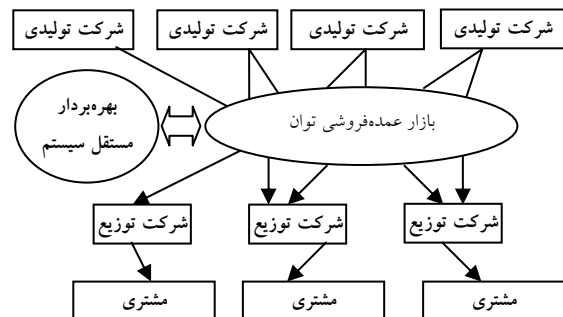 شرکت تولیدی
شرکت تولیدی
شرکت تولیدی
شرکت تولیدی
بازار عمده‌فروشی توان
بهره‌بردار
مستقل سیستم
شرکت توزیع
شرکت توزیع
شرکت توزیع
مشتری
مشتری
مشتری